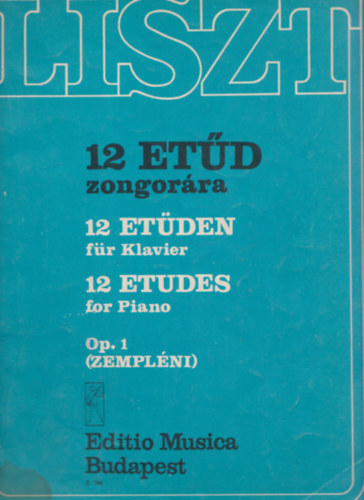 LISZT
12 ETŰD
zongorára
12 ETÜDEN
für Klavier
12 ETUDES
for Piano
Op. 1
(ZEMPLÉNI)
Editio Musica
Budapest